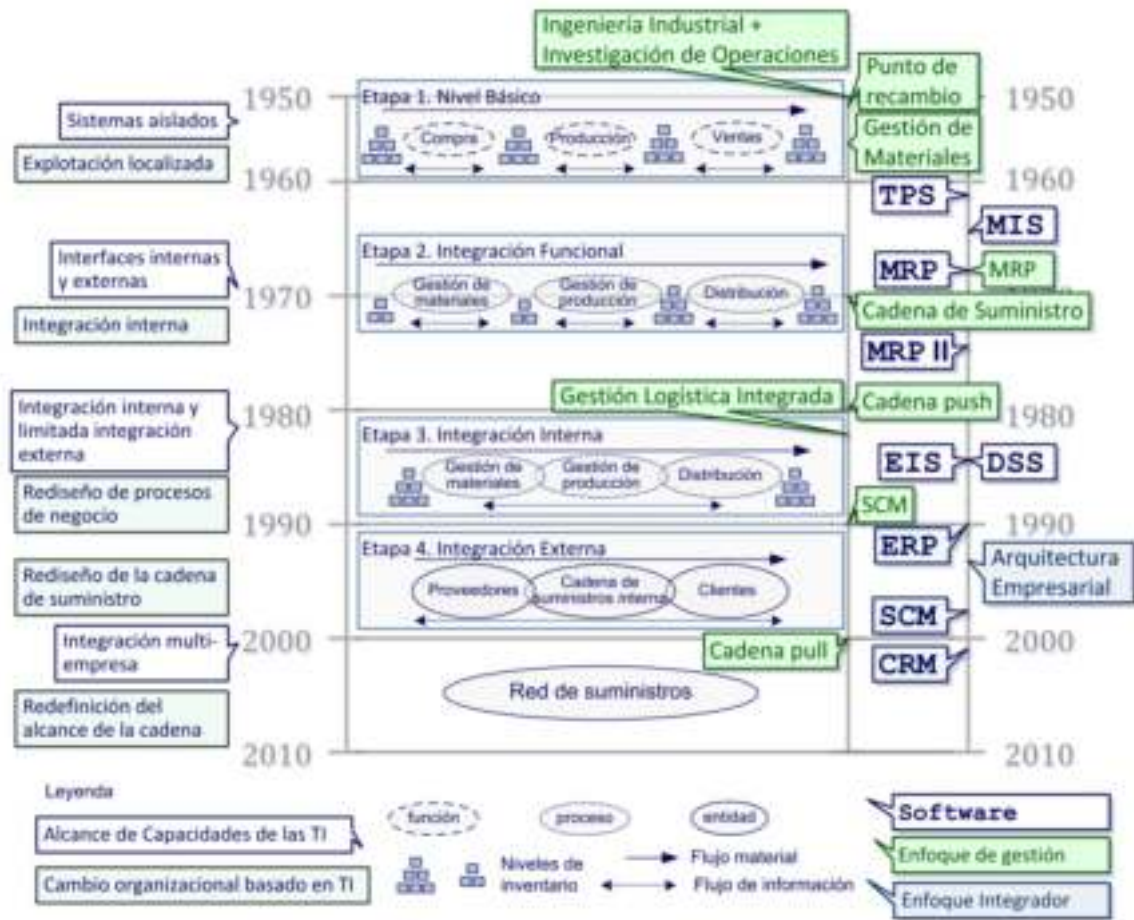 Ingeniería Industrial +
Investigación de Operaciones
Punto de
recambio
1950
Etapa 1. Nivel Básico
1950
Sistemas aislados
Compra
Producción
Ventas
Gestión de
Materiales
Explotación localizada
1960
1960
TPS
MIS
Interfaces internas
y externas
Etapa 2. Integración Funcional
MRP
MRP
Gestión de
materiales
Gestión de
producción
Distribución
1970
Integración interna
Cadena de Suministro
MRP II
Integración interna y
limitada integración
externa
1980
Gestión Logística Integrada
Cadena push
1980
Etapa 3. Integración Interna
Gestión de
materiales
Gestión de
producción
Distribución
EIS
DSS
Rediseño de procesos
de negocio
SCM
1990
1990
Etapa 4. Integración Externa
ERP
Arquitectura
Empresarial
Rediseño de la cadena
de suministro
Proveedores
Cadena de
suministros interna
Clientes
SCM
Integración multi-
empresa
2000
Cadena pull
2000
CRM
Red de suministros
Redefinición del
alcance de la cadena
2010
2010
Leyenda
Alcance de Capacidades de las TI
función
proceso
entidad
Software
Cambio organizacional basado en TI
Niveles de
inventario
Flujo material
Flujo de información
Enfoque de gestión
Enfoque Integrador